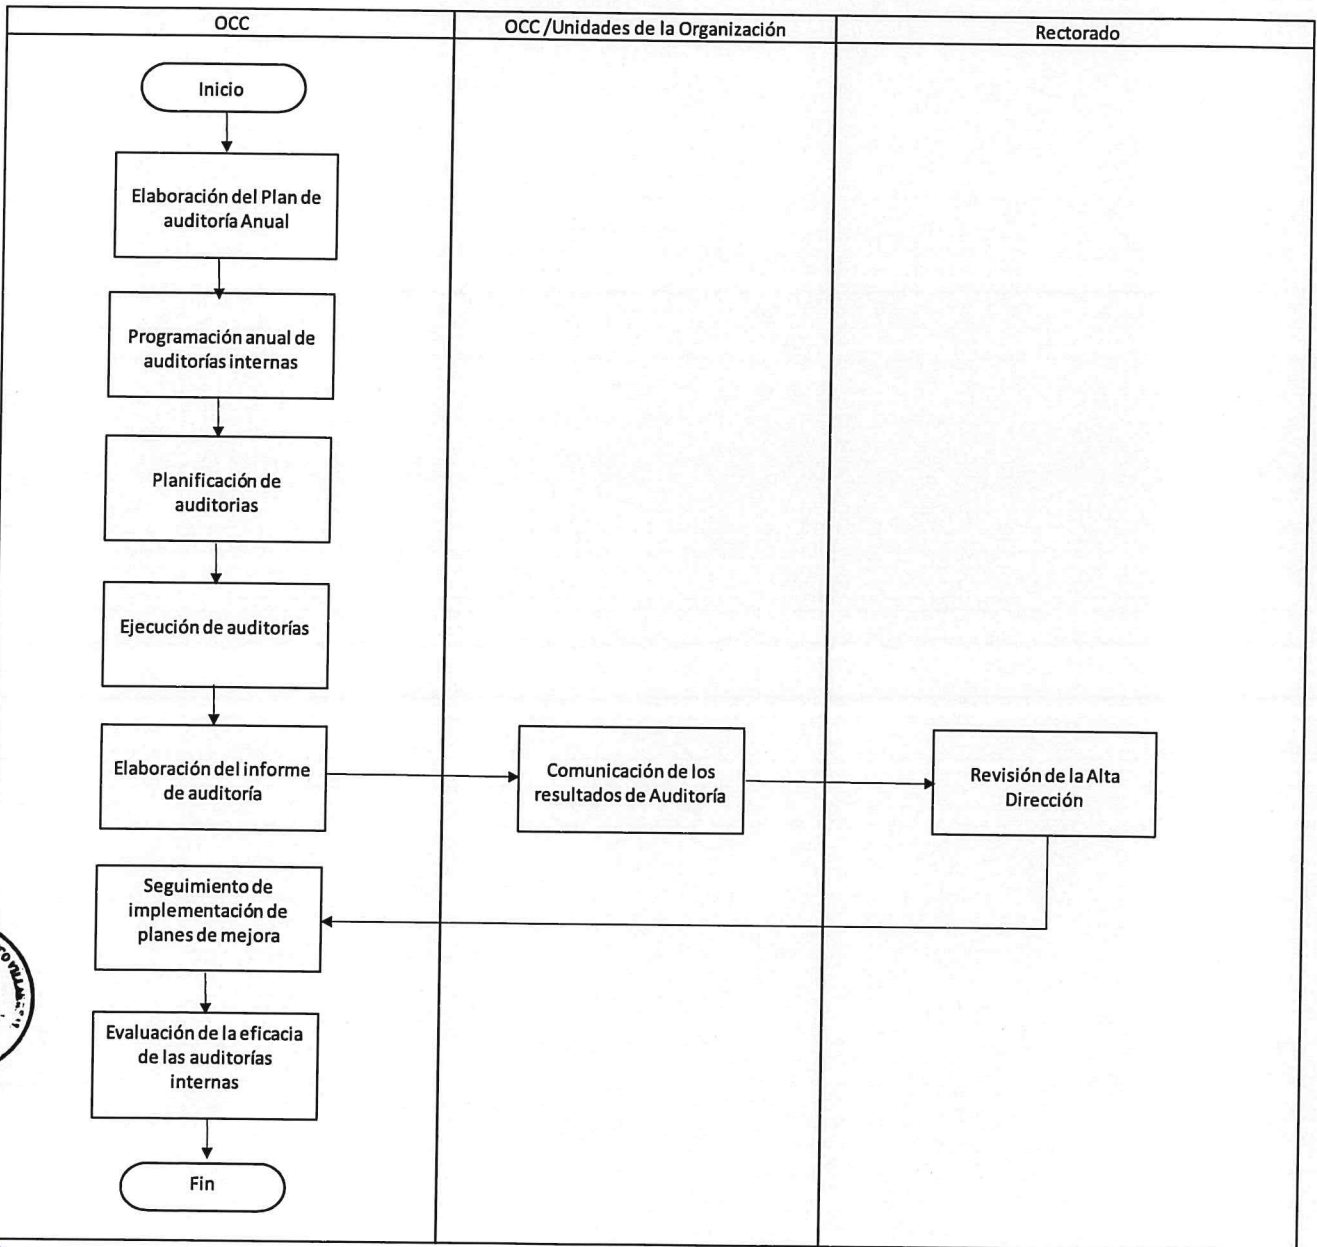 OCC
OCC /Unidades de la Organización
Rectorado
Inicio
Elaboración del Plan de
auditoría Anual
Programación anual de
auditorías internas
Planificación de
auditorias
Ejecución de auditorías
Elaboración del informe
de auditoría
Comunicación de los
resultados de Auditoría
Revisión de la Alta
Dirección
Seguimiento de
implementación de
planes de mejora
Evaluación de la eficacia
de las auditorías
internas
Fin